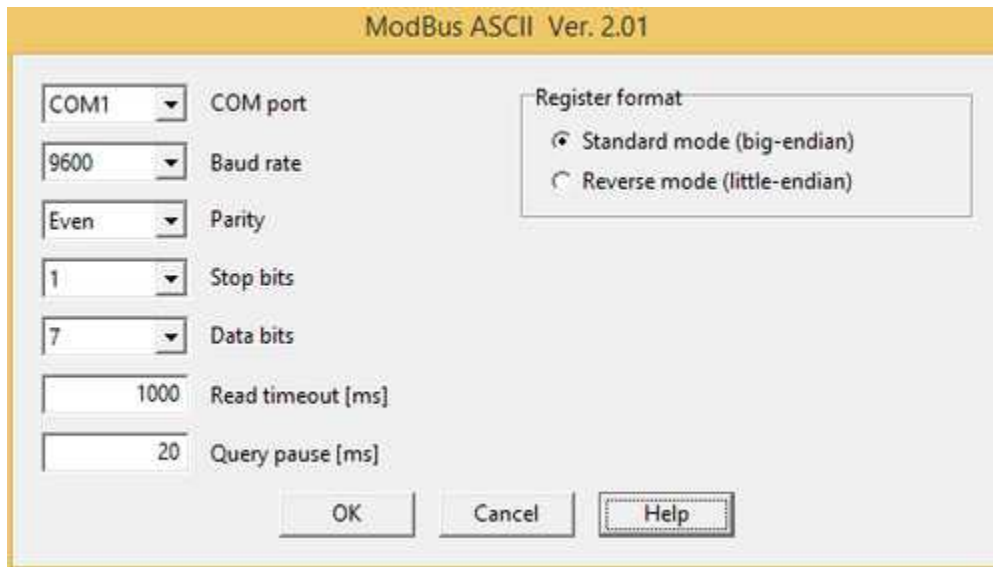 ModBus ASCII Ver. 2.01
COM1 COM port
9600 Baud rate
Even Parity
1 Stop bits
7 Data bits
1000 Read timeout [ms]
20 Query pause [ms]
Register format
Standard mode (big-endian)
Reverse mode (little-endian)
OK Cancel Help